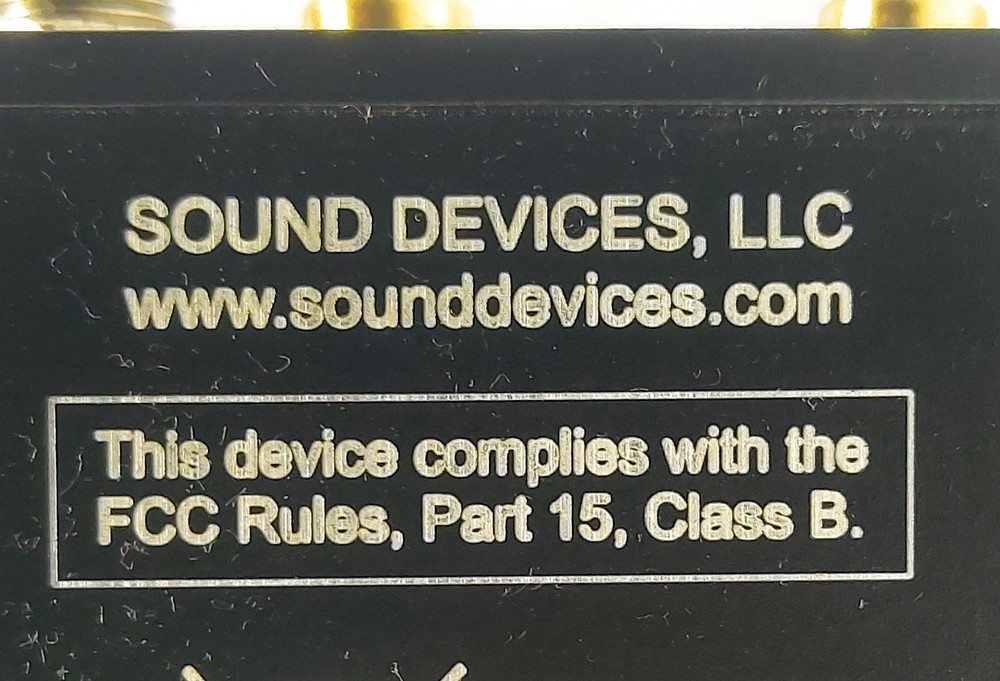 SOUND DEVICES, LLC
www.sounddevices.com
This device complies with the
FCC Rules, Part 15, Class B.